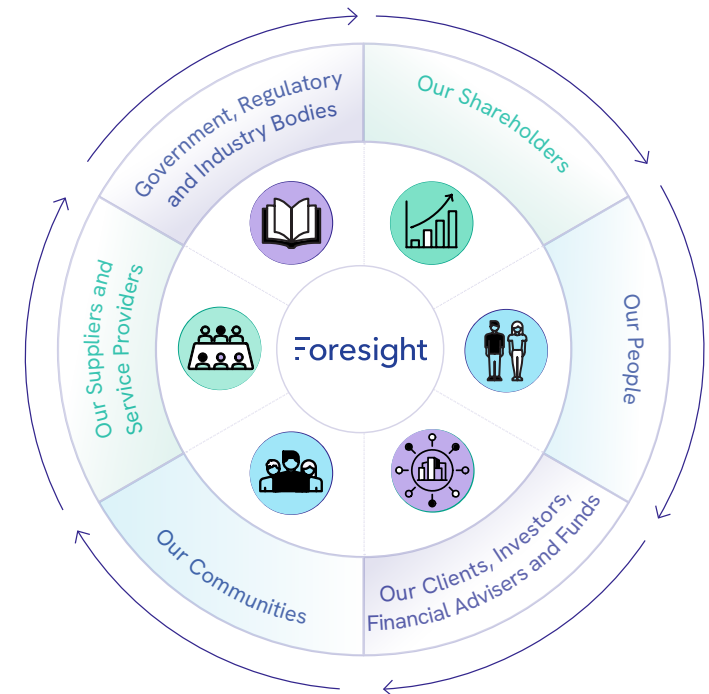 Our Shareholders
Our People
Our Clients, Investors,
Financial Advisers and Funds
Our Communities
Our Suppliers and
Service Providers
Government, Regulatory
and Industry Bodies
Foresight